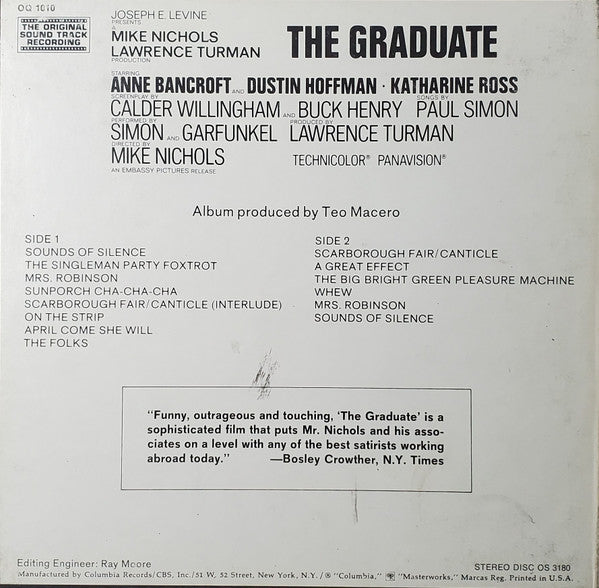 OQ 1010
THE ORIGINAL
SOUND TRACK
RECORDING
JOSEPH E. LEVINE
PRESENTS
A
MIKE NICHOLS
LAWRENCE TURMAN
PRODUCTION
THE GRADUATE
STARRING
ANNE BANCROFT AND DUSTIN HOFFMAN · KATHARINE ROSS
SCREENPLAY BY SONGS BY
CALDER WILLINGHAM AND BUCK HENRY PAUL SIMON
PERFORMED BY PRODUCED BY
SIMON AND GARFUNKEL LAWRENCE TURMAN
DIRECTED BY
MIKE NICHOLS TECHNICOLOR® PANAVISION®
AN EMBASSY PICTURES RELEASE
Album produced by Teo Macero
SIDE 1
SOUNDS OF SILENCE
THE SINGLEMAN PARTY FOXTROT
MRS. ROBINSON
SUNPORCH CHA-CHA-CHA
SCARBOROUGH FAIR/CANTICLE (INTERLUDE)
ON THE STRIP
APRIL COME SHE WILL
THE FOLKS
SIDE 2
SCARBOROUGH FAIR/CANTICLE
A GREAT EFFECT
THE BIG BRIGHT GREEN PLEASURE MACHINE
WHEW
MRS. ROBINSON
SOUNDS OF SILENCE
"Funny, outrageous and touching, 'The Graduate' is a
sophisticated film that puts Mr. Nichols and his asso-
ciates on a level with any of the best satirists working
abroad today." —Bosley Crowther, N.Y. Times
Editing Engineer: Ray Moore
STEREO DISC OS 3180
Manufactured by Columbia Records/CBS, Inc./51 W. 52 Street, New York, N.Y./® "Columbia," "Masterworks," Marcas Reg. Printed in U.S.A.